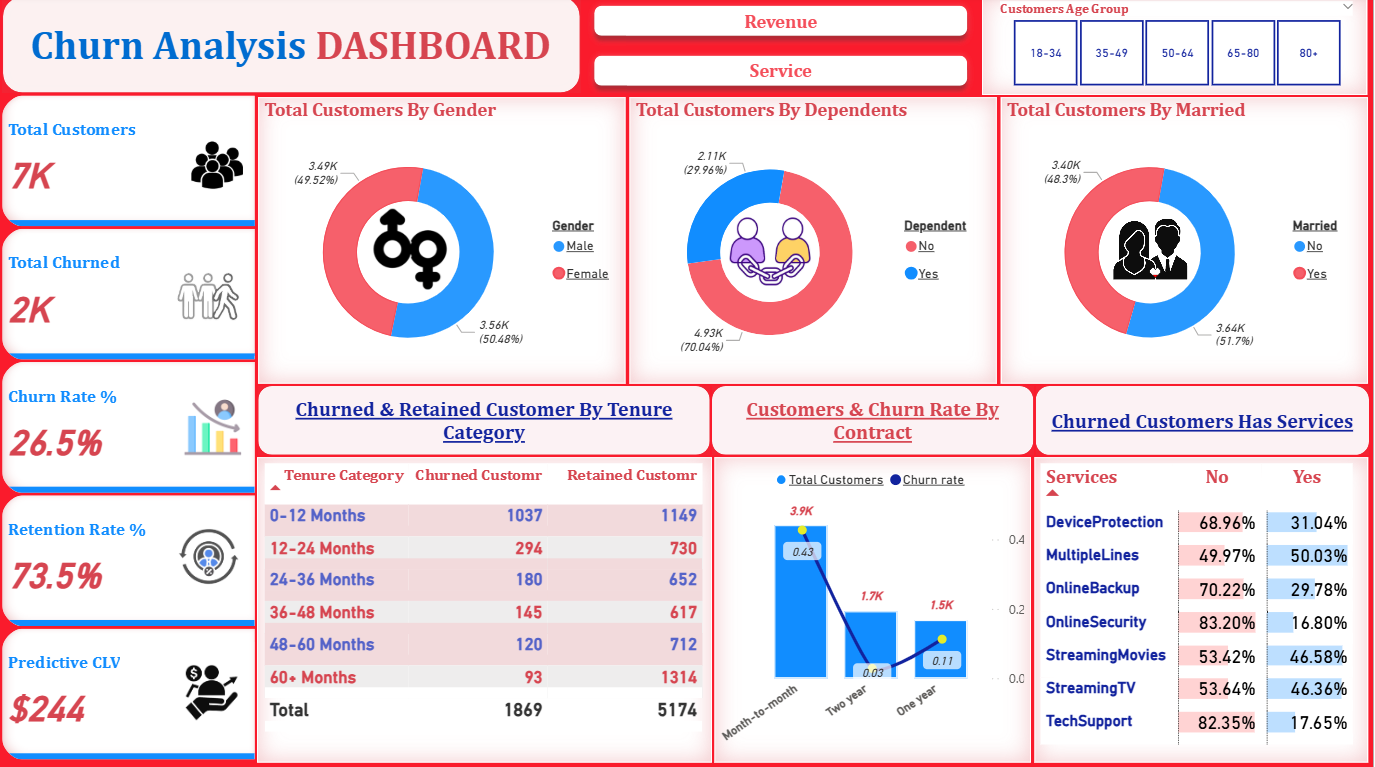 Churn Analysis DASHBOARD
Revenue
Service
Customers Age Group
18-34 35-49 50-64 65-80 80+
Total Customers
7K
Total Churned
2K
Churn Rate %
26.5%
Retention Rate %
73.5%
Predictive CLV
$244
Total Customers By Gender
3.49K
(49.52%)
3.56K
(50.48%)
Gender
Male
Female
Total Customers By Dependents
2.11K
(29.96%)
4.93K
(70.04%)
Dependent
No
Yes
Total Customers By Married
3.40K
(48.3%)
3.64K
(51.7%)
Married
No
Yes
Churned & Retained Customer By Tenure
Category
Tenure Category Churned Customr Retained Customr
0-12 Months 1037 1149
12-24 Months 294 730
24-36 Months 180 652
36-48 Months 145 617
48-60 Months 120 712
60+ Months 93 1314
Total 1869 5174
Customers & Churn Rate By
Contract
Total Customers Churn rate
3.9K
0.43
1.7K
0.03
1.5K
0.11
0.4
0.2
0.0
Month-to-month
Two year
One year
Churned Customers Has Services
Services No Yes
DeviceProtection 68.96% 31.04%
MultipleLines 49.97% 50.03%
OnlineBackup 70.22% 29.78%
OnlineSecurity 83.20% 16.80%
StreamingMovies 53.42% 46.58%
StreamingTV 53.64% 46.36%
TechSupport 82.35% 17.65%